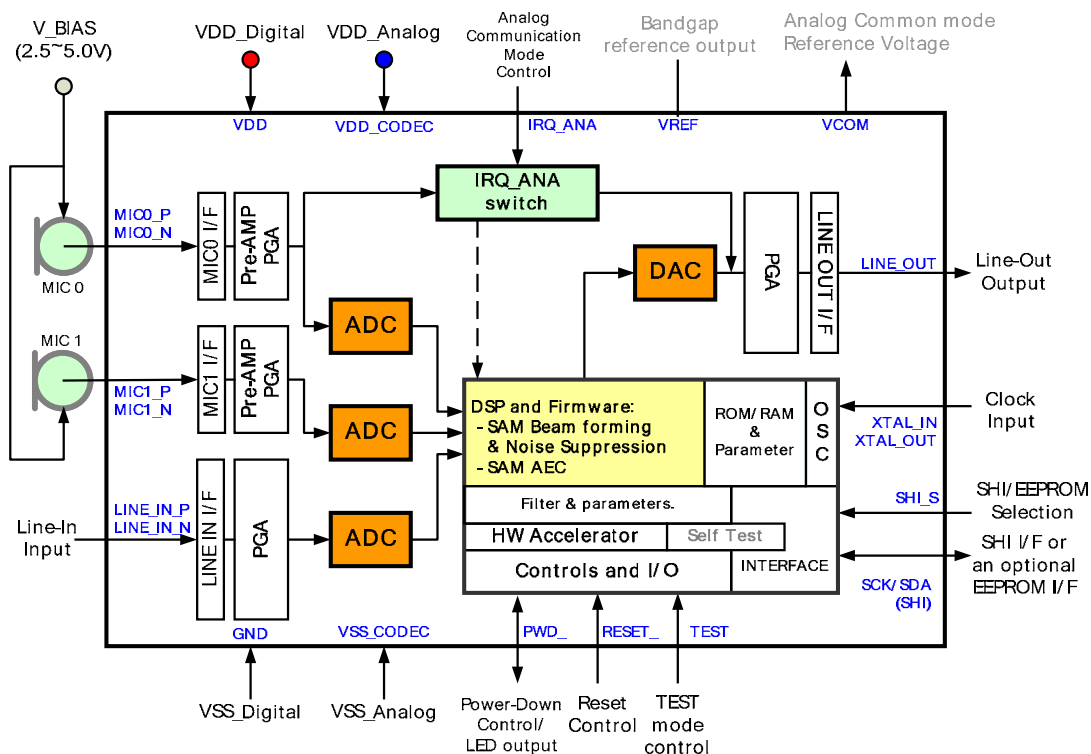 V_BIAS
(2.5~5.0V)
VDD_Digital
VDD_Analog
Analog
Communication
Mode
Control
Bandgap
reference output
Analog Common mode
Reference Voltage
VDD
VDD_CODEC
IRQ_ANA
VREF
VCOM
IRQ_ANA
switch
MIC0_P
MIC0_N
MIC0 I/F
Pre-AMP
PGA
MIC 0
DAC
PGA
LINE OUT I/F
LINE_OUT
Line-Out
Output
ADC
MIC 1
MIC1_P
MIC1_N
MIC1 I/F
Pre-AMP
PGA
ADC
DSP and Firmware:
- SAM Beam forming
& Noise Suppression
- SAM AEC
ROM/ RAM
&
Parameter
OSC
Clock
Input
XTAL_IN
XTAL_OUT
Line-In
Input
LINE_IN_P
LINE_IN_N
LINE IN I/F
PGA
ADC
Filter & parameters.
HW Accelerator
Self Test
Controls and I/O
INTERFACE
SHI_S
SHI/EEPROM
Selection
SHI I/F or
an optional
EEPROM I/F
SCK/SDA
(SHI)
GND
VSS_CODEC
PWD_
RESET_
TEST
VSS_Digital
VSS_Analog
Power-Down
Control/
LED output
Reset
Control
TEST
mode
control